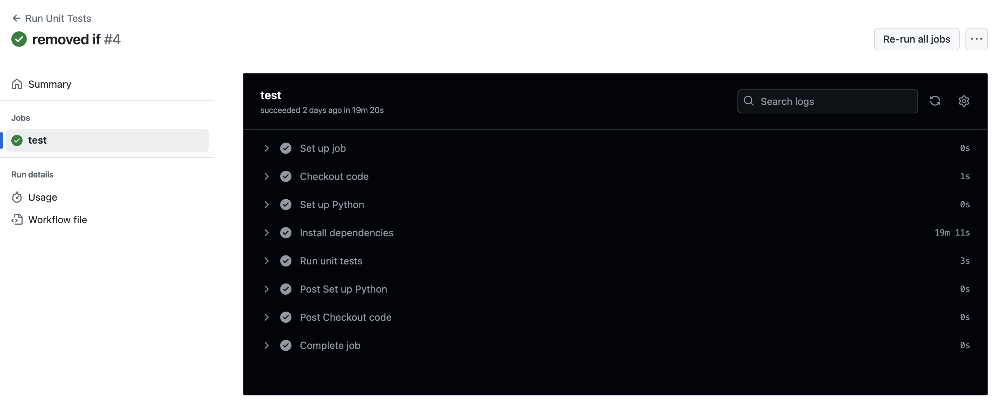 Run Unit Tests
removed if #4
Re-run all jobs
Summary
Jobs
test
Run details
Usage
Workflow file
test
succeeded 2 days ago in 19m 20s
Search logs
Set up job 0s
Checkout code 1s
Set up Python 0s
Install dependencies 19m 11s
Run unit tests 3s
Post Set up Python 0s
Post Checkout code 0s
Complete job 0s